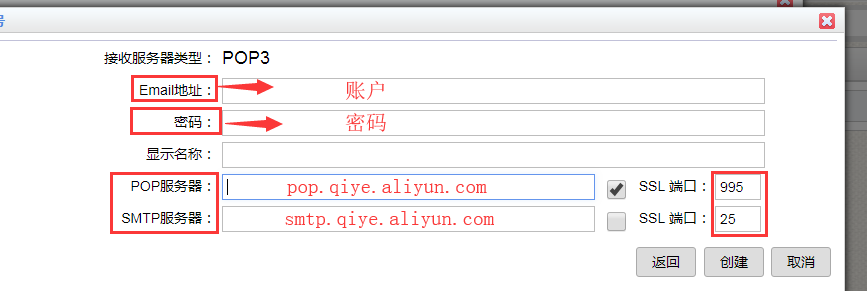 号
接收服务器类型： POP3
Email地址： 账户
密码： 密码
显示名称：
POP服务器： pop.qiye.aliyun.com SSL 端口： 995
SMTP服务器： smtp.qiye.aliyun.com SSL 端口： 25
返回 创建 取消